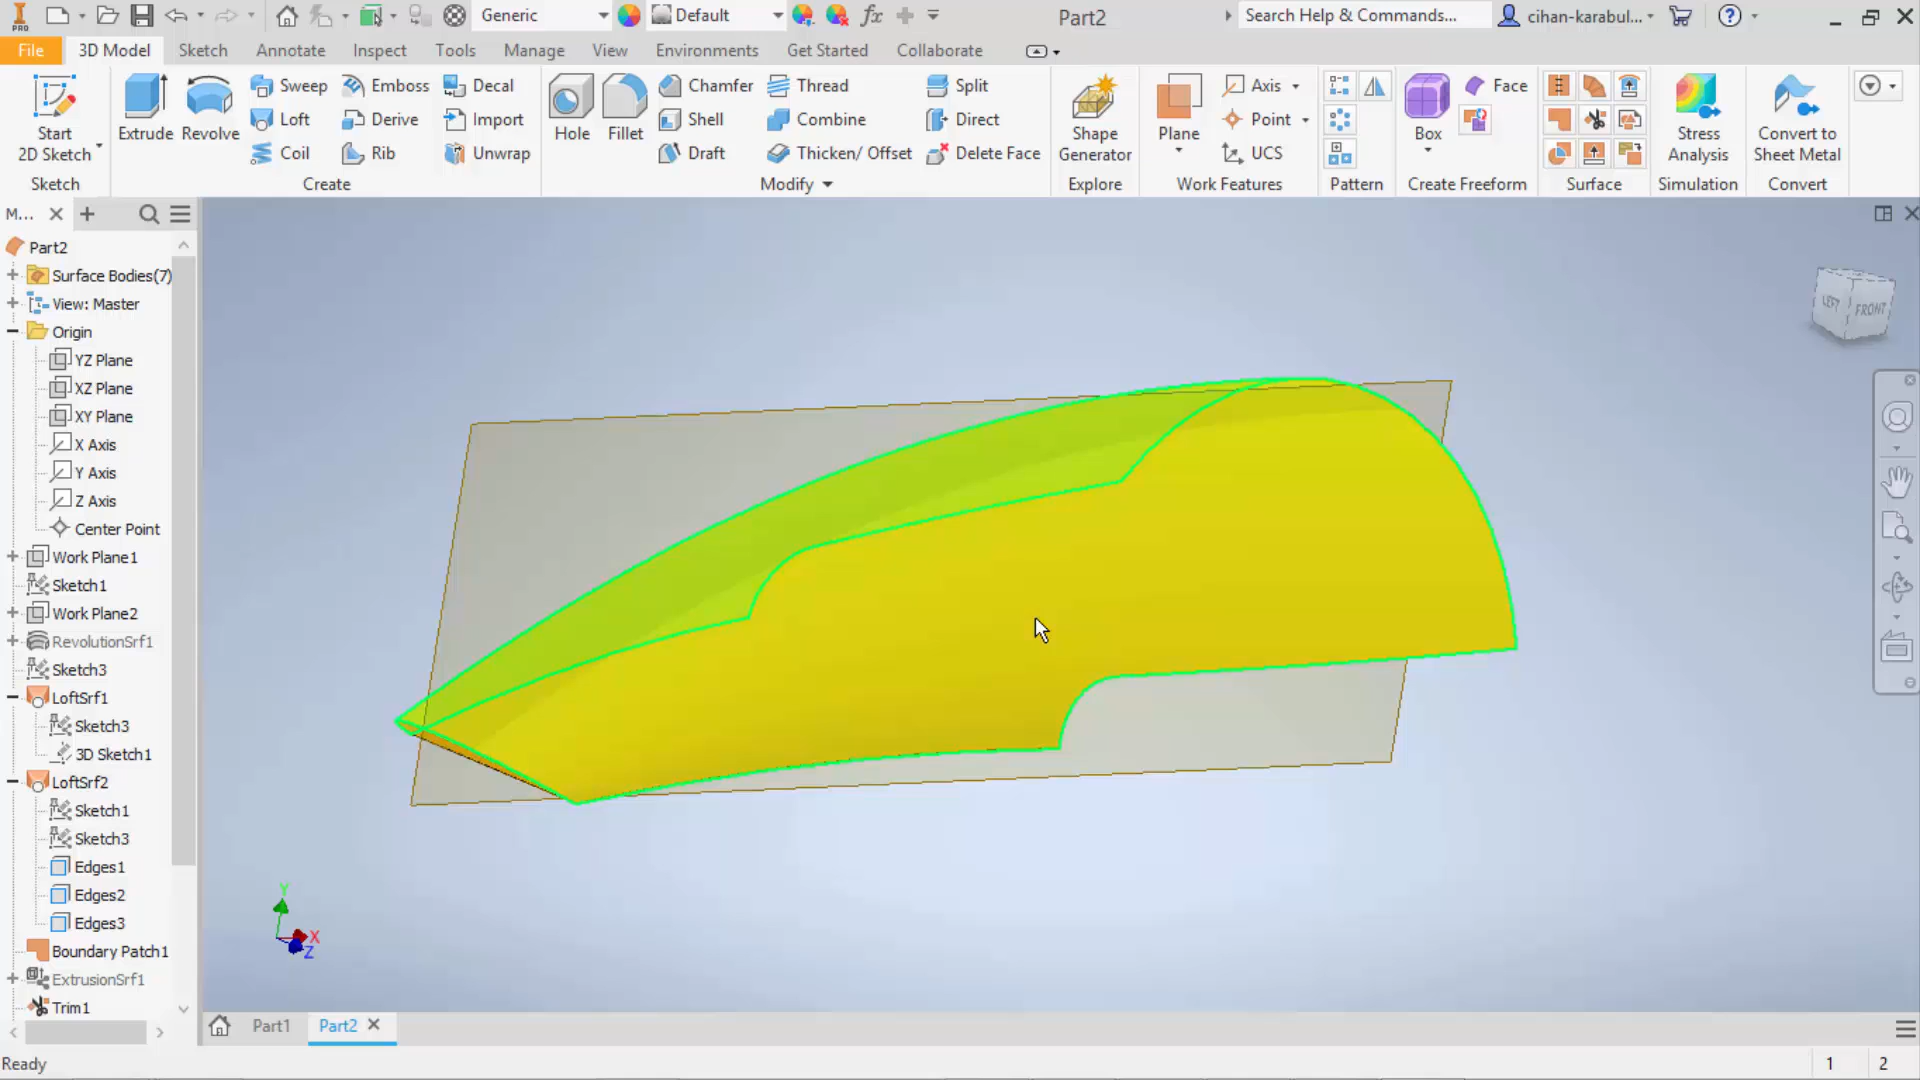 PRO
Generic
Default
fx
Part2
Search Help & Commands...
cihan-karabul...
File
3D Model
Sketch
Annotate
Inspect
Tools
Manage
View
Environments
Get Started
Collaborate
Start
2D Sketch
Sketch
Extrude
Revolve
Sweep
Emboss
Decal
Loft
Derive
Import
Coil
Rib
Unwrap
Create
Hole
Fillet
Chamfer
Thread
Split
Shell
Combine
Direct
Draft
Thicken/ Offset
Delete Face
Modify
Shape
Generator
Explore
Plane
Axis
Point
UCS
Work Features
Pattern
Box
Face
Create Freeform
Surface
Stress
Analysis
Simulation
Convert to
Sheet Metal
Convert
M...
Part2
Surface Bodies(7)
View: Master
Origin
YZ Plane
XZ Plane
XY Plane
X Axis
Y Axis
Z Axis
Center Point
Work Plane1
Sketch1
Work Plane2
RevolutionSrf1
Sketch3
LoftSrf1
Sketch3
3D Sketch1
LoftSrf2
Sketch1
Sketch3
Edges1
Edges2
Edges3
Boundary Patch1
ExtrusionSrf1
Trim1
LEFT
FRONT
Y
X
Z
Part1
Part2
Ready
1
2